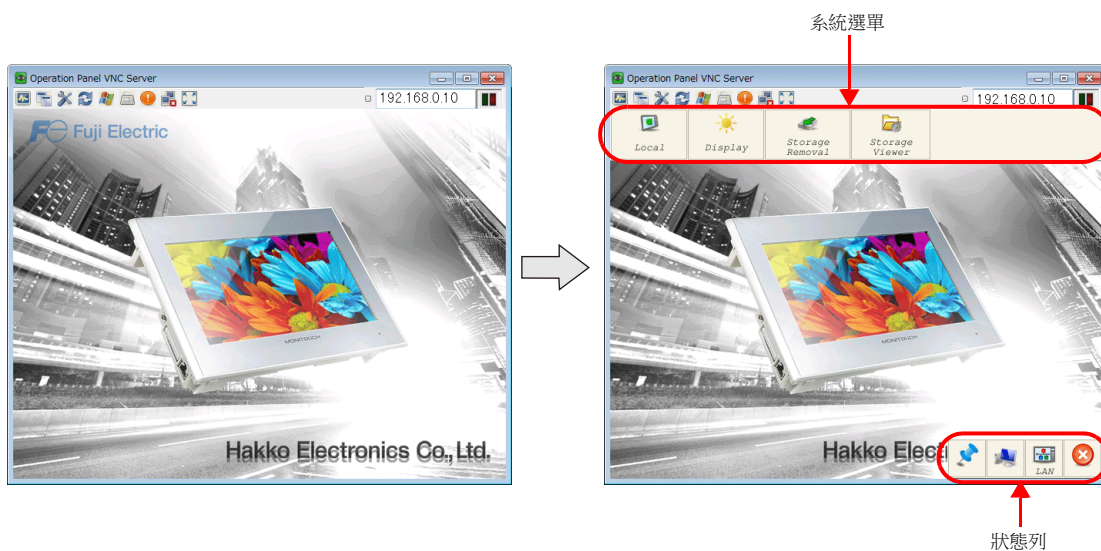 系統選單
Operation Panel VNC Server
192.168.0.10
Fuji Electric
MONITOUCH
Hakko Electronics Co., Ltd.
Operation Panel VNC Server
192.168.0.10
Local
Display
Storage Removal
Storage Viewer
MONITOUCH
Hakko Elect
LAN
狀態列